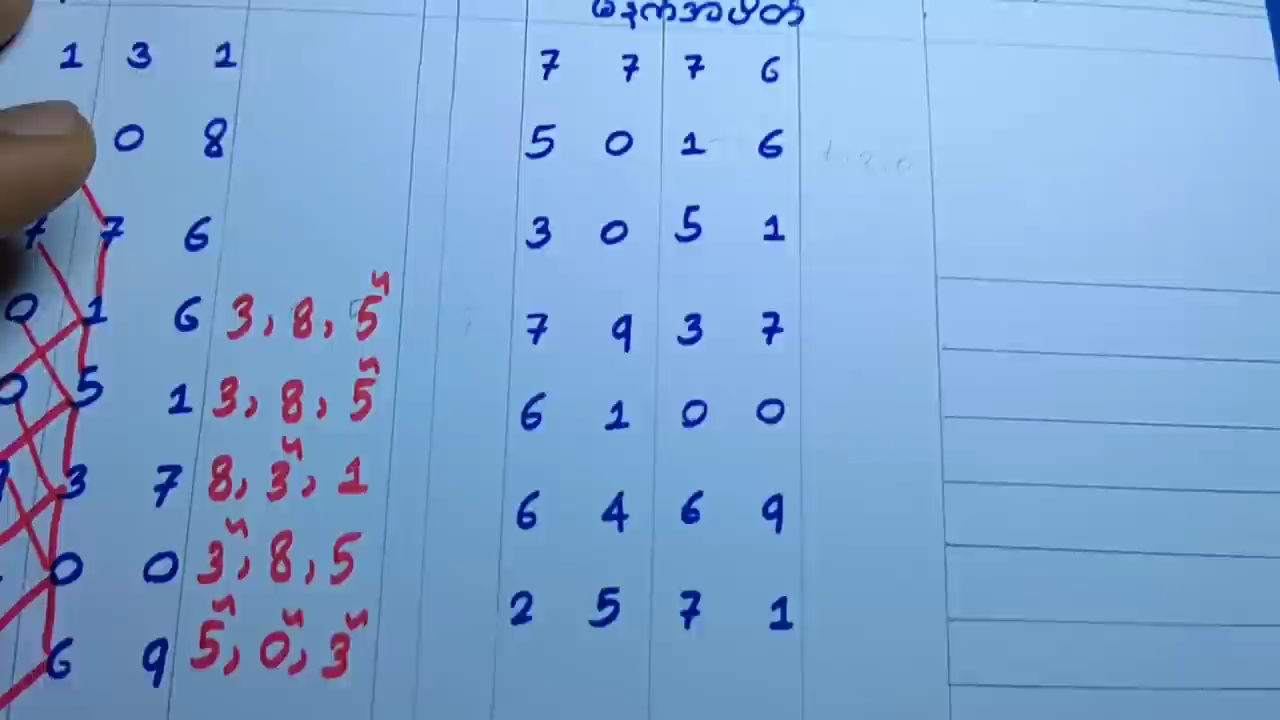 1 3 1
0 8
7 7 6
0 1 6 3, 8, 5"
0 5 1 3, 8, 5"
3 7 8, 3", 1
0 0 3", 8, 5
6 9 5", 0", 3"
7 7 7 6
5 0 1 6
3 0 5 1
7 9 3 7
6 1 0 0
6 4 6 9
2 5 7 1